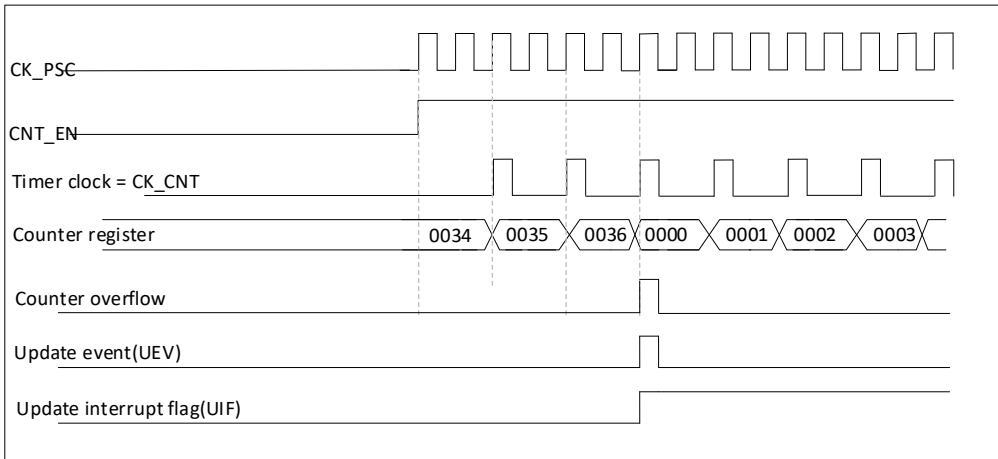 CK_PSC
CNT_EN
Timer clock = CK_CNT
Counter register 0034 0035 0036 0000 0001 0002 0003
Counter overflow
Update event(UEV)
Update interrupt flag(UIF)